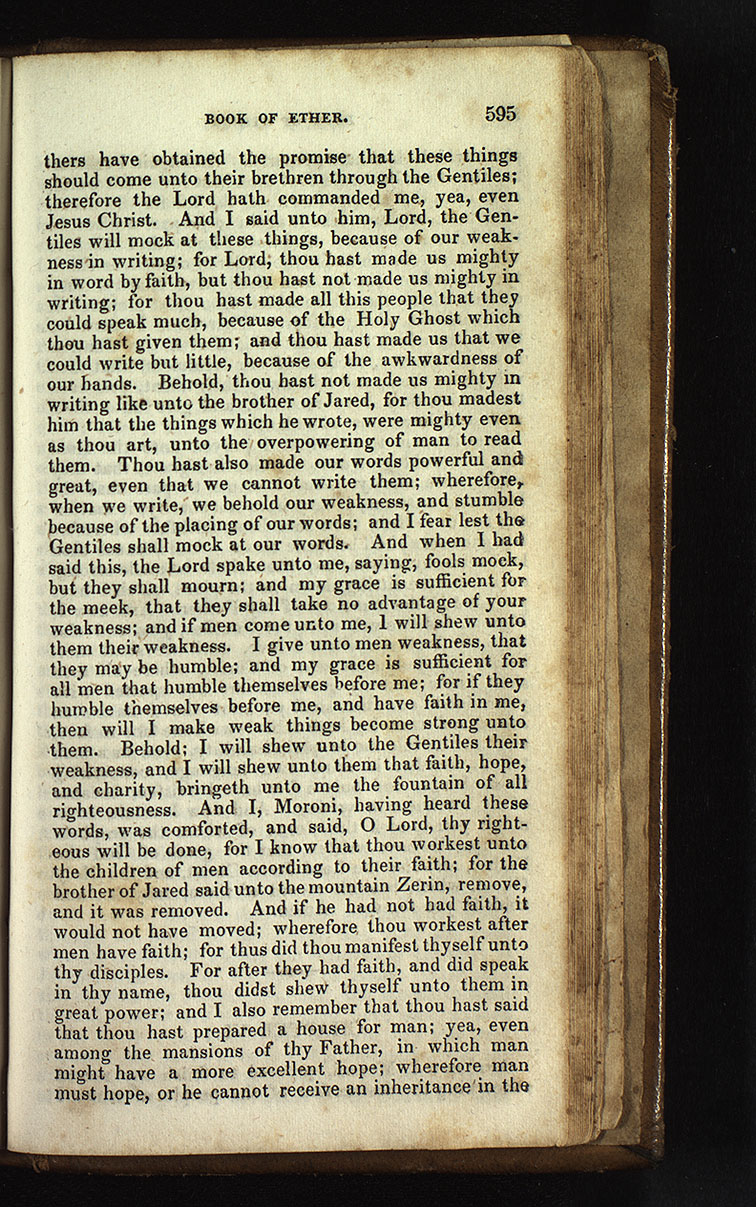 BOOK OF ETHER. 595
thers have obtained the promise that these things
should come unto their brethren through the Gentiles;
therefore the Lord hath commanded me, yea, even
Jesus Christ. And I said unto him, Lord, the Gen-
tiles will mock at these things, because of our weak-
ness in writing; for Lord, thou hast made us mighty
in word by faith, but thou hast not made us mighty in
writing; for thou hast made all this people that they
could speak much, because of the Holy Ghost which
thou hast given them; and thou hast made us that we
could write but little, because of the awkwardness of
our hands. Behold, thou hast not made us mighty in
writing like unto the brother of Jared, for thou madest
him that the things which he wrote, were mighty even
as thou art, unto the overpowering of man to read
them. Thou hast also made our words powerful and
great, even that we cannot write them; wherefore,
when we write, we behold our weakness, and stumble
because of the placing of our words; and I fear lest the
Gentiles shall mock at our words. And when I had
said this, the Lord spake unto me, saying, fools mock,
but they shall mourn; and my grace is sufficient for
the meek, that they shall take no advantage of your
weakness; and if men come unto me, I will shew unto
them their weakness. I give unto men weakness, that
they may be humble; and my grace is sufficient for
all men that humble themselves before me; for if they
humble themselves before me, and have faith in me,
then will I make weak things become strong unto
them. Behold; I will shew unto the Gentiles their
weakness, and I will shew unto them that faith, hope,
and charity, bringeth unto me the fountain of all
righteousness. And I, Moroni, having heard these
words, was comforted, and said, O Lord, thy right-
eous will be done, for I know that thou workest unto
the children of men according to their faith; for the
brother of Jared said unto the mountain Zerin, remove,
and it was removed. And if he had not had faith, it
would not have moved; wherefore thou workest after
men have faith; for thus did thou manifest thyself unto
thy disciples. For after they had faith, and did speak
in thy name, thou didst shew thyself unto them in
great power; and I also remember that thou hast said
that thou hast prepared a house for man; yea, even
among the mansions of thy Father, in which man
might have a more excellent hope; wherefore man
must hope, or he cannot receive an inheritance in the